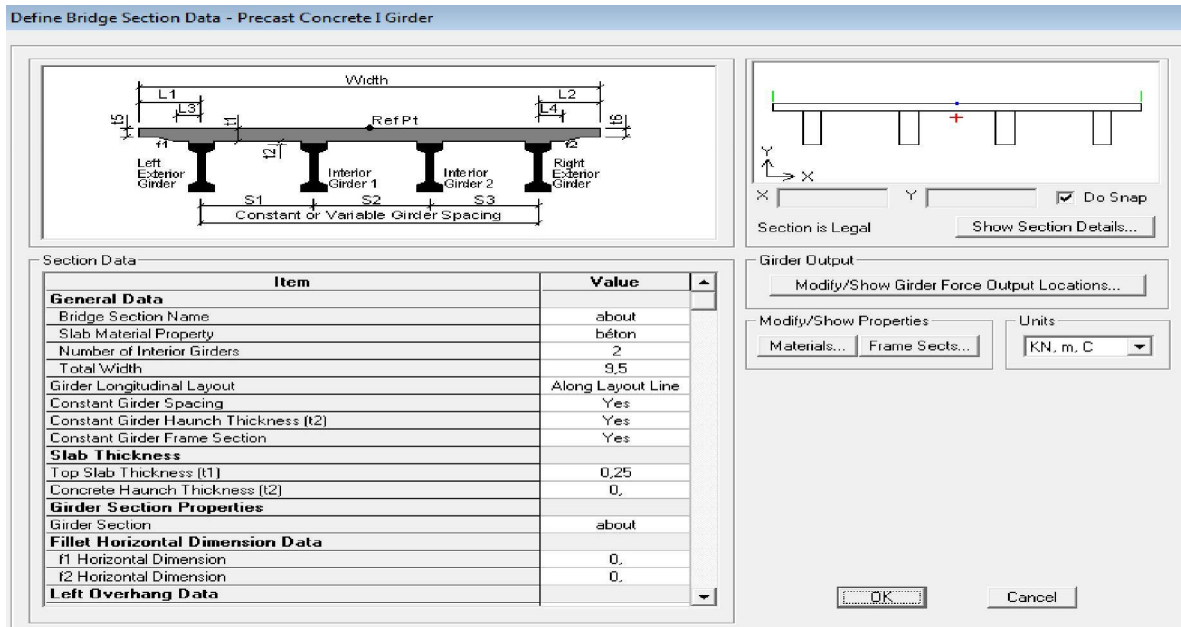 Define Bridge Section Data - Precast Concrete I Girder
Width
L1
L2
L3
L4
t5
t1
Ref Pt
t6
f1
t2
f2
Left
Exterior
Girder
Interior
Girder 1
Interior
Girder 2
Right
Exterior
Girder
S1
S2
S3
Constant or Variable Girder Spacing
Y
X
X
Y
Do Snap
Section is Legal
Show Section Details...
Section Data
Item Value
General Data
Bridge Section Name about
Slab Material Property béton
Number of Interior Girders 2
Total Width 9,5
Girder Longitudinal Layout Along Layout Line
Constant Girder Spacing Yes
Constant Girder Haunch Thickness (t2) Yes
Constant Girder Frame Section Yes
Slab Thickness
Top Slab Thickness (t1) 0,25
Concrete Haunch Thickness (t2) 0,
Girder Section Properties
Girder Section about
Fillet Horizontal Dimension Data
f1 Horizontal Dimension 0,
f2 Horizontal Dimension 0,
Left Overhang Data
Girder Output
Modify/Show Girder Force Output Locations...
Modify/Show Properties
Materials... Frame Sects...
Units
KN, m, C
OK Cancel